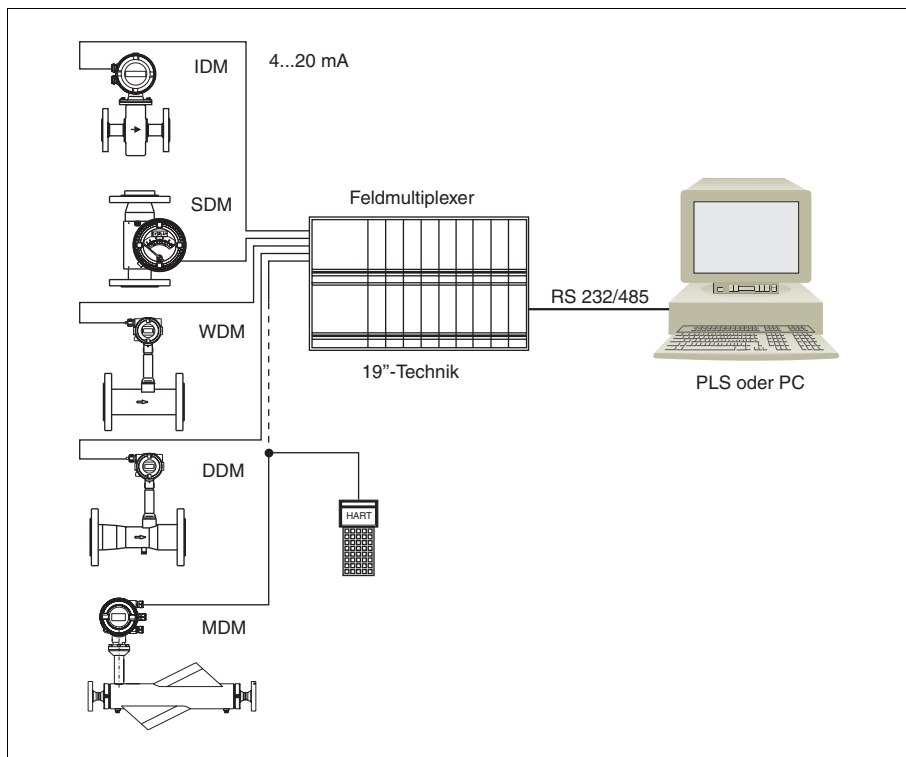 IDM
4...20 mA
SDM
Feldmultiplexer
WDM
RS 232/485
19”-Technik
PLS oder PC
DDM
HART
MDM